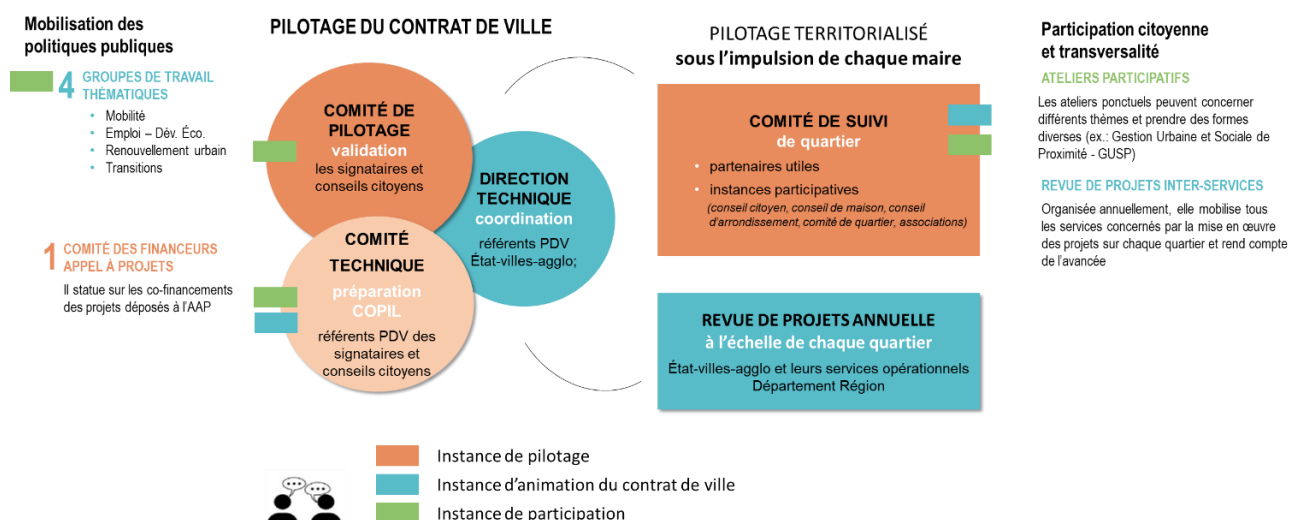 Mobilisation des
politiques publiques
4 GROUPES DE TRAVAIL
THÉMATIQUES
• Mobilité
• Emploi – Dév. Éco.
• Renouvellement urbain
• Transitions
1 COMITÉ DES FINANCEURS
APPEL À PROJETS
Il statue sur les co-financements
des projets déposés à l'AAP
PILOTAGE DU CONTRAT DE VILLE
COMITÉ DE
PILOTAGE
validation
les signataires et
conseils citoyens
DIRECTION
TECHNIQUE
coordination
référents PDV
État-villes-agglo;
COMITÉ
TECHNIQUE
préparation
COPIL
référents PDV des
signataires et
conseils citoyens
PILOTAGE TERRITORIALISÉ
sous l'impulsion de chaque maire
COMITÉ DE SUIVI
de quartier
• partenaires utiles
• instances participatives
(conseil citoyen, conseil de maison, conseil
d'arrondissement, comité de quartier, associations)
REVUE DE PROJETS ANNUELLE
à l'échelle de chaque quartier
État-villes-agglo et leurs services opérationnels
Département Région
Participation citoyenne
et transversalité
ATELIERS PARTICIPATIFS
Les ateliers ponctuels peuvent concerner
différents thèmes et prendre des formes
diverses (ex.: Gestion Urbaine et Sociale de
Proximité - GUSP)
REVUE DE PROJETS INTER-SERVICES
Organisée annuellement, elle mobilise tous
les services concernés par la mise en œuvre
des projets sur chaque quartier et rend compte
de l'avancée
Instance de pilotage
Instance d'animation du contrat de ville
Instance de participation